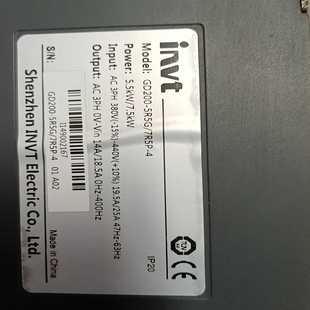 invt
Model: GD200-5R5G/7R5P-4
IP20
Power: 5.5kW/7.5kW
Input: AC 3PH 380V(-15%)-440V(+10%) 19.5A/25A 47Hz-63Hz
Output: AC 3PH 0V-Vin 14A/18.5A 0Hz-400Hz
S/N:
GD200-5R5G/7R5P-4 01 A02
Made in China
Shenzhen INVT Electric Co., Ltd.